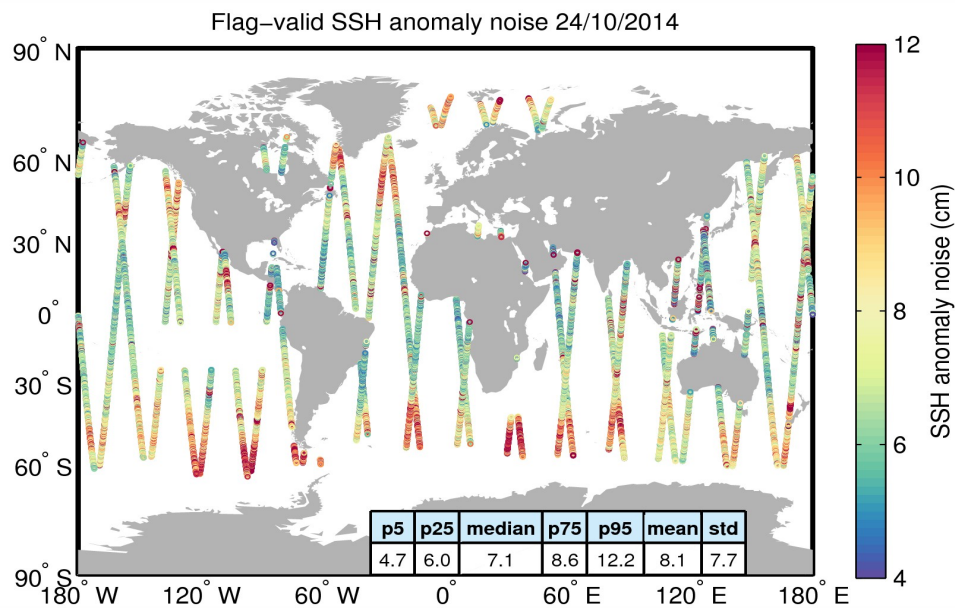 Flag−valid SSH anomaly noise 24/10/2014
90° N
60° N
30° N
0°
30° S
60° S
90° S
180° W 120° W 60° W 0° 60° E 120° E 180° E
p5 p25 median p75 p95 mean std
4.7 6.0 7.1 8.6 12.2 8.1 7.7
12
10
8
6
4
SSH anomaly noise (cm)